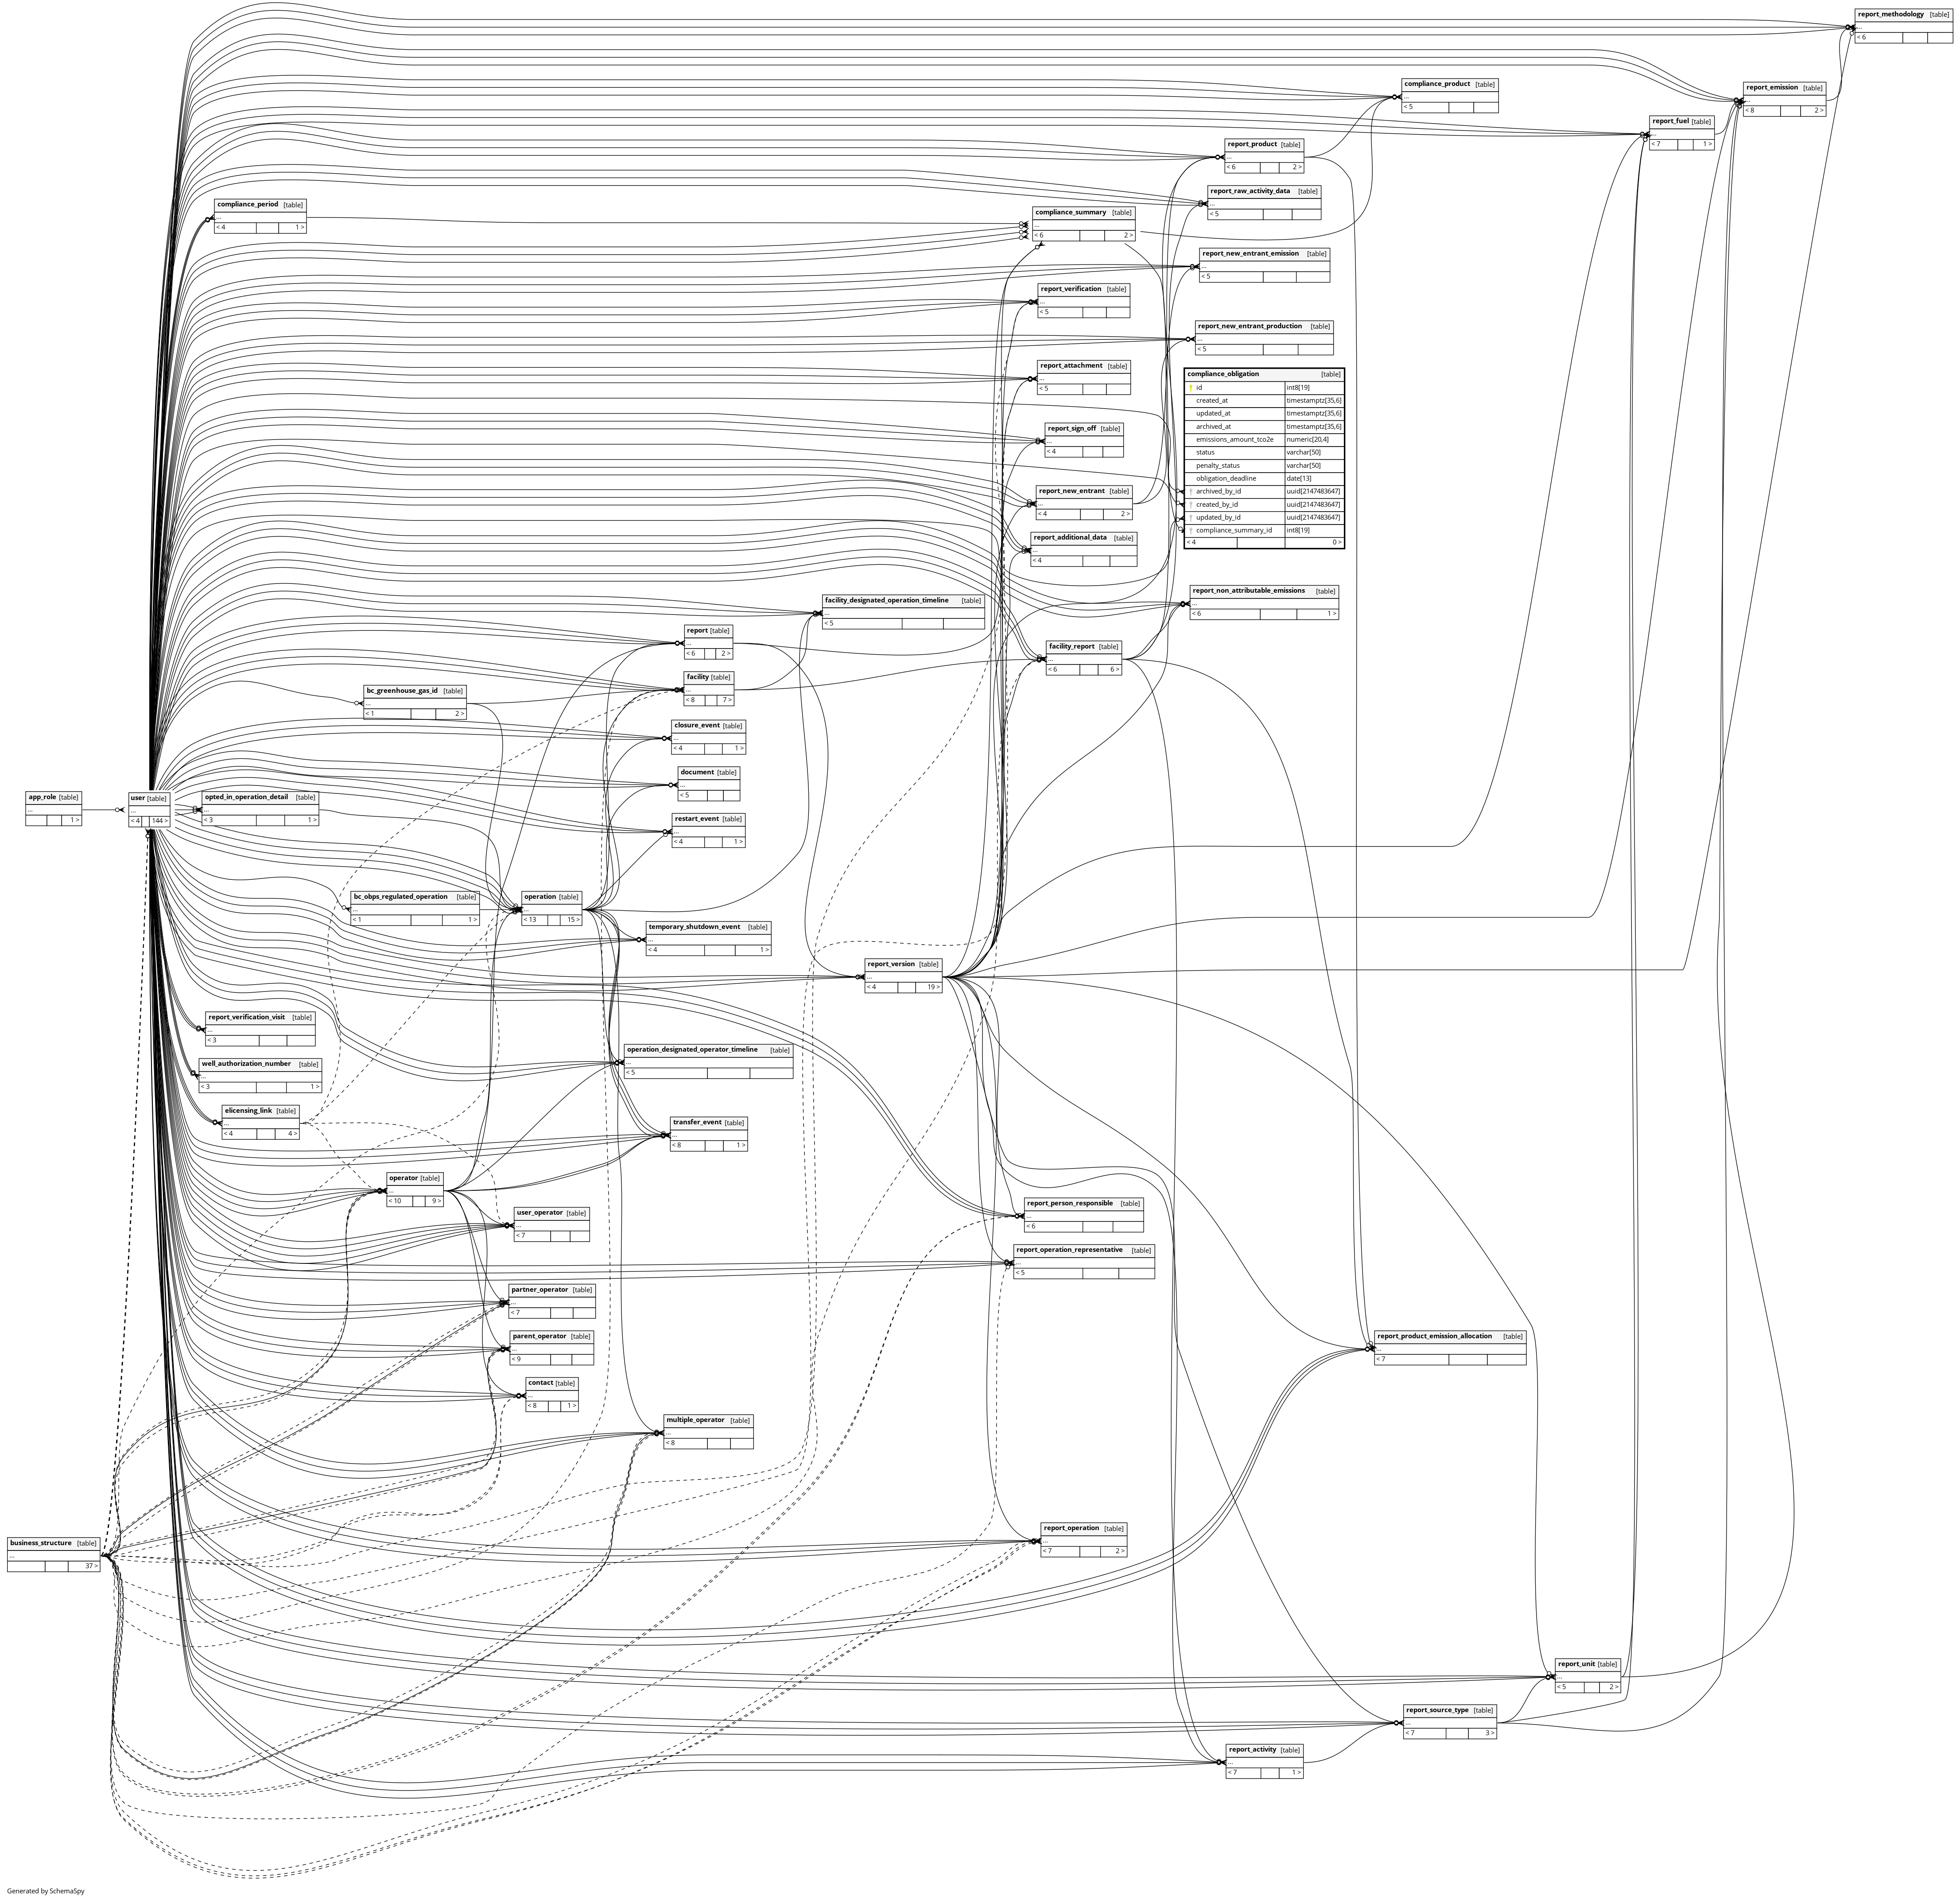 report_methodology [table]
...
< 6
compliance_product [table]
...
< 5
report_emission [table]
...
< 8 2 >
report_fuel [table]
...
< 7 1 >
report_product [table]
...
< 6 2 >
report_raw_activity_data [table]
...
< 5
compliance_period [table]
...
< 4 1 >
compliance_summary [table]
...
< 6 2 >
report_new_entrant_emission [table]
...
< 5
report_verification [table]
...
< 5
report_new_entrant_production [table]
...
< 5
report_attachment [table]
...
< 5
compliance_obligation [table]
id int8[19]
created_at timestamptz[35,6]
updated_at timestamptz[35,6]
archived_at timestamptz[35,6]
emissions_amount_tco2e numeric[20,4]
status varchar[50]
penalty_status varchar[50]
obligation_deadline date[13]
archived_by_id uuid[2147483647]
created_by_id uuid[2147483647]
updated_by_id uuid[2147483647]
compliance_summary_id int8[19]
< 4 0 >
report_sign_off [table]
...
< 4
report_new_entrant [table]
...
< 4 2 >
report_additional_data [table]
...
< 4
report_non_attributable_emissions [table]
...
< 6 1 >
facility_designated_operation_timeline [table]
...
< 5
report [table]
...
< 6 2 >
facility_report [table]
...
< 6 6 >
facility [table]
...
< 8 7 >
bc_greenhouse_gas_id [table]
...
< 1 2 >
closure_event [table]
...
< 4 1 >
document [table]
...
< 5
app_role [table]
...
1 >
user [table]
...
< 4 144 >
opted_in_operation_detail [table]
...
< 3 1 >
restart_event [table]
...
< 4 1 >
bc_obps_regulated_operation [table]
...
< 1 1 >
operation [table]
...
< 13 15 >
temporary_shutdown_event [table]
...
< 4 1 >
report_version [table]
...
< 4 19 >
report_verification_visit [table]
...
< 3
operation_designated_operator_timeline [table]
...
< 5
well_authorization_number [table]
...
< 3 1 >
elicensing_link [table]
...
< 4 4 >
transfer_event [table]
...
< 8 1 >
operator [table]
...
< 10 9 >
user_operator [table]
...
< 7
report_person_responsible [table]
...
< 6
report_operation_representative [table]
...
< 5
partner_operator [table]
...
< 7
parent_operator [table]
...
< 9
report_product_emission_allocation [table]
...
< 7
contact [table]
...
< 8 1 >
multiple_operator [table]
...
< 8
business_structure [table]
...
37 >
report_operation [table]
...
< 7 2 >
report_unit [table]
...
< 5 2 >
report_source_type [table]
...
< 7 3 >
report_activity [table]
...
< 7 1 >
Generated by SchemaSpy